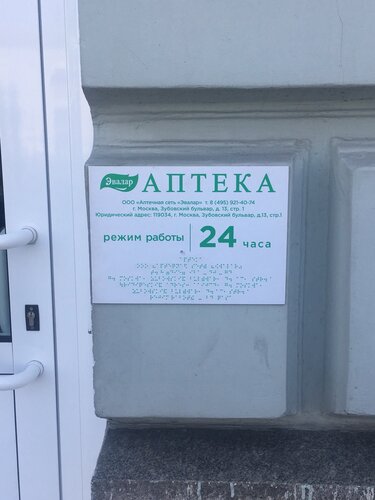 Эвалар АПТЕКА
ООО «Аптечная сеть «Эвалар» т. 8 (495) 921-40-74
г. Москва, Зубовский бульвар, д. 13, стр. 1
Юридический адрес: 119034, г. Москва, Зубовский бульвар, д.13, стр.1
режим работы 24 часа